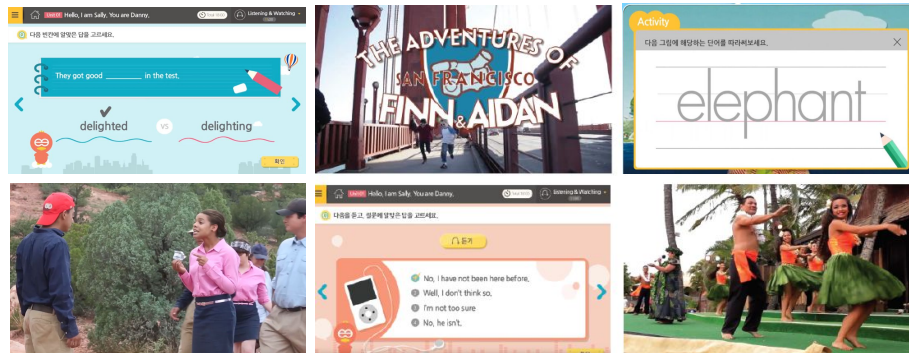 Hello, I am Sally, You are Danny,
Listening & Watching
다음 빈칸에 알맞은 답을 고르세요.
They got good ________ in the test,
delighted
VS
delighting
확인
THE ADVENTURES OF
SAN FRANCISCO
FINN & AIDAN
Activity
다음 그림에 해당하는 단어를 따라써보세요.
elephant
Hello, I am Sally, You are Danny,
Listening & Watching
다음을 듣고, 질문에 알맞은 답을 고르세요.
듣기
No, I have not been here before,
2 Well, I don't think so,
3 I'm not too sure
4 No, he isn't,